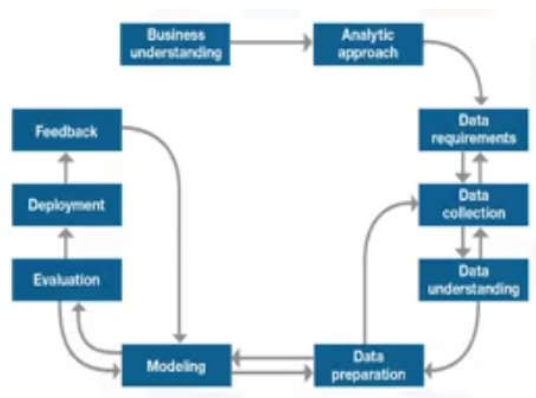 Business
understanding
Analytic
approach
Feedback
Data
requirements
Deployment
Data
collection
Evaluation
Data
understanding
Modeling
Data
preparation